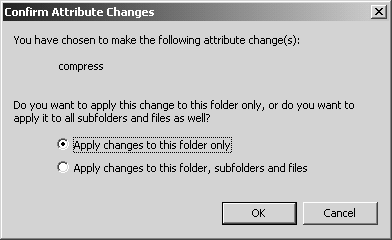 Confirm Attribute Changes
You have chosen to make the following attribute change(s):
compress
Do you want to apply this change to this folder only, or do you want to
apply it to all subfolders and files as well?
Apply changes to this folder only
Apply changes to this folder, subfolders and files
OK Cancel